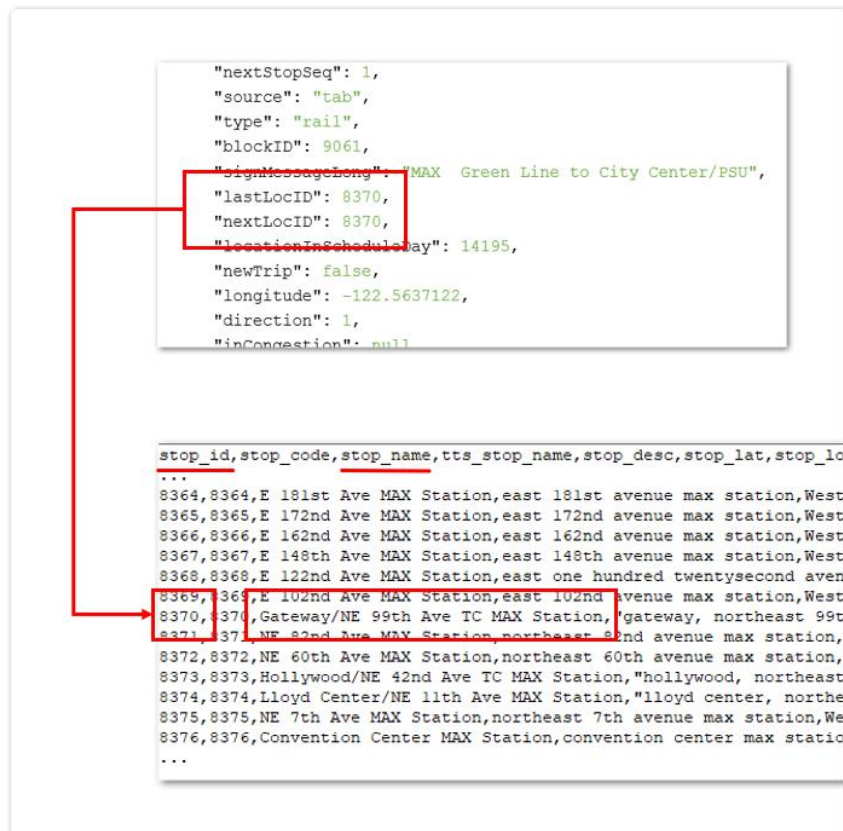 "nextStopSeq": 1,
"source": "tab",
"type": "rail",
"blockID": 9061,
"signMessageLong": "MAX  Green Line to City Center/PSU",
"lastLocID": 8370,
"nextLocID": 8370,
"locationInScheduleDay": 14195,
"newTrip": false,
"longitude": -122.5637122,
"direction": 1,
"inCongestion": null
stop_id,stop_code,stop_name,tts_stop_name,stop_desc,stop_lat,stop_lo
...
8364,8364,E 181st Ave MAX Station,east 181st avenue max station,West
8365,8365,E 172nd Ave MAX Station,east 172nd avenue max station,West
8366,8366,E 162nd Ave MAX Station,east 162nd avenue max station,West
8367,8367,E 148th Ave MAX Station,east 148th avenue max station,West
8368,8368,E 122nd Ave MAX Station,east one hundred twentysecond aven
8369,8369,E 102nd Ave MAX Station,east 102nd avenue max station,West
8370,8370,Gateway/NE 99th Ave TC MAX Station,"gateway, northeast 99t
8371,8371,NE 82nd Ave MAX Station,northeast 82nd avenue max station,
8372,8372,NE 60th Ave MAX Station,northeast 60th avenue max station,
8373,8373,Hollywood/NE 42nd Ave TC MAX Station,"hollywood, northeast
8374,8374,Lloyd Center/NE 11th Ave MAX Station,"lloyd center, northe
8375,8375,NE 7th Ave MAX Station,northeast 7th avenue max station,We
8376,8376,Convention Center MAX Station,convention center max statio
...